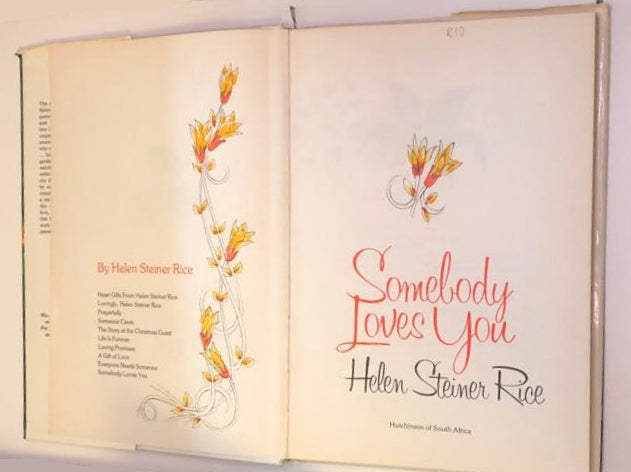 By Helen Steiner Rice
Heart Gifts From Helen Steiner Rice
Lovingly, Helen Steiner Rice
Prayerfully
Someone Cares
The Story of the Christmas Guest
Life Is Forever
Loving Promises
A Gift of Love
Everyone Needs Someone
Somebody Loves You
R10
Somebody
Loves You
Helen Steiner Rice
Hutchinson of South Africa